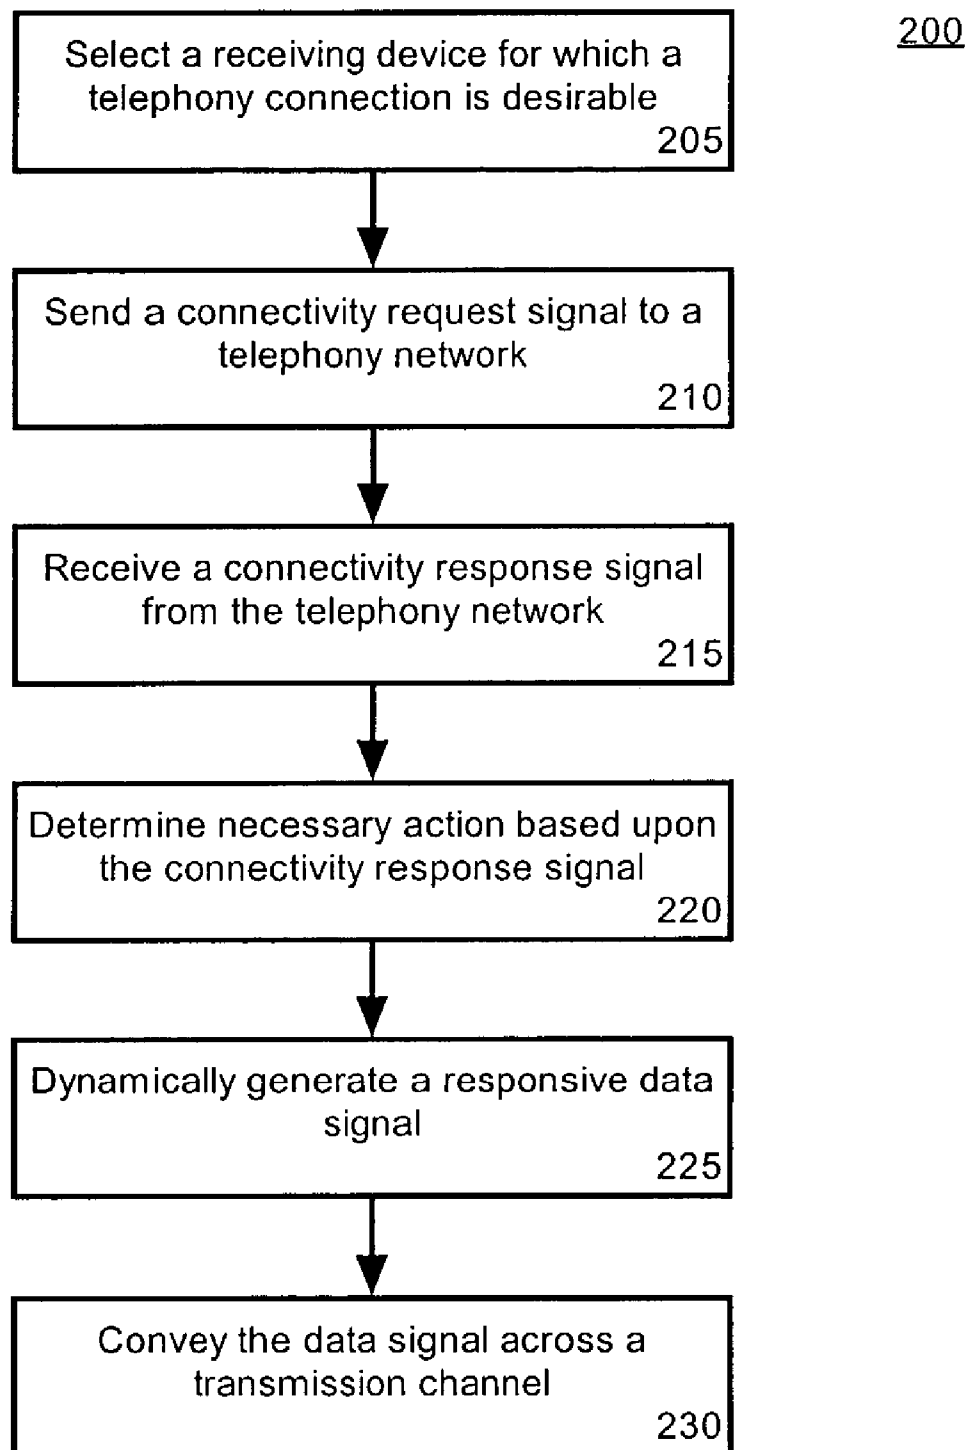 200
Select a receiving device for which a
telephony connection is desirable
205
Send a connectivity request signal to a
telephony network
210
Receive a connectivity response signal
from the telephony network
215
Determine necessary action based upon
the connectivity response signal
220
Dynamically generate a responsive data
signal
225
Convey the data signal across a
transmission channel
230